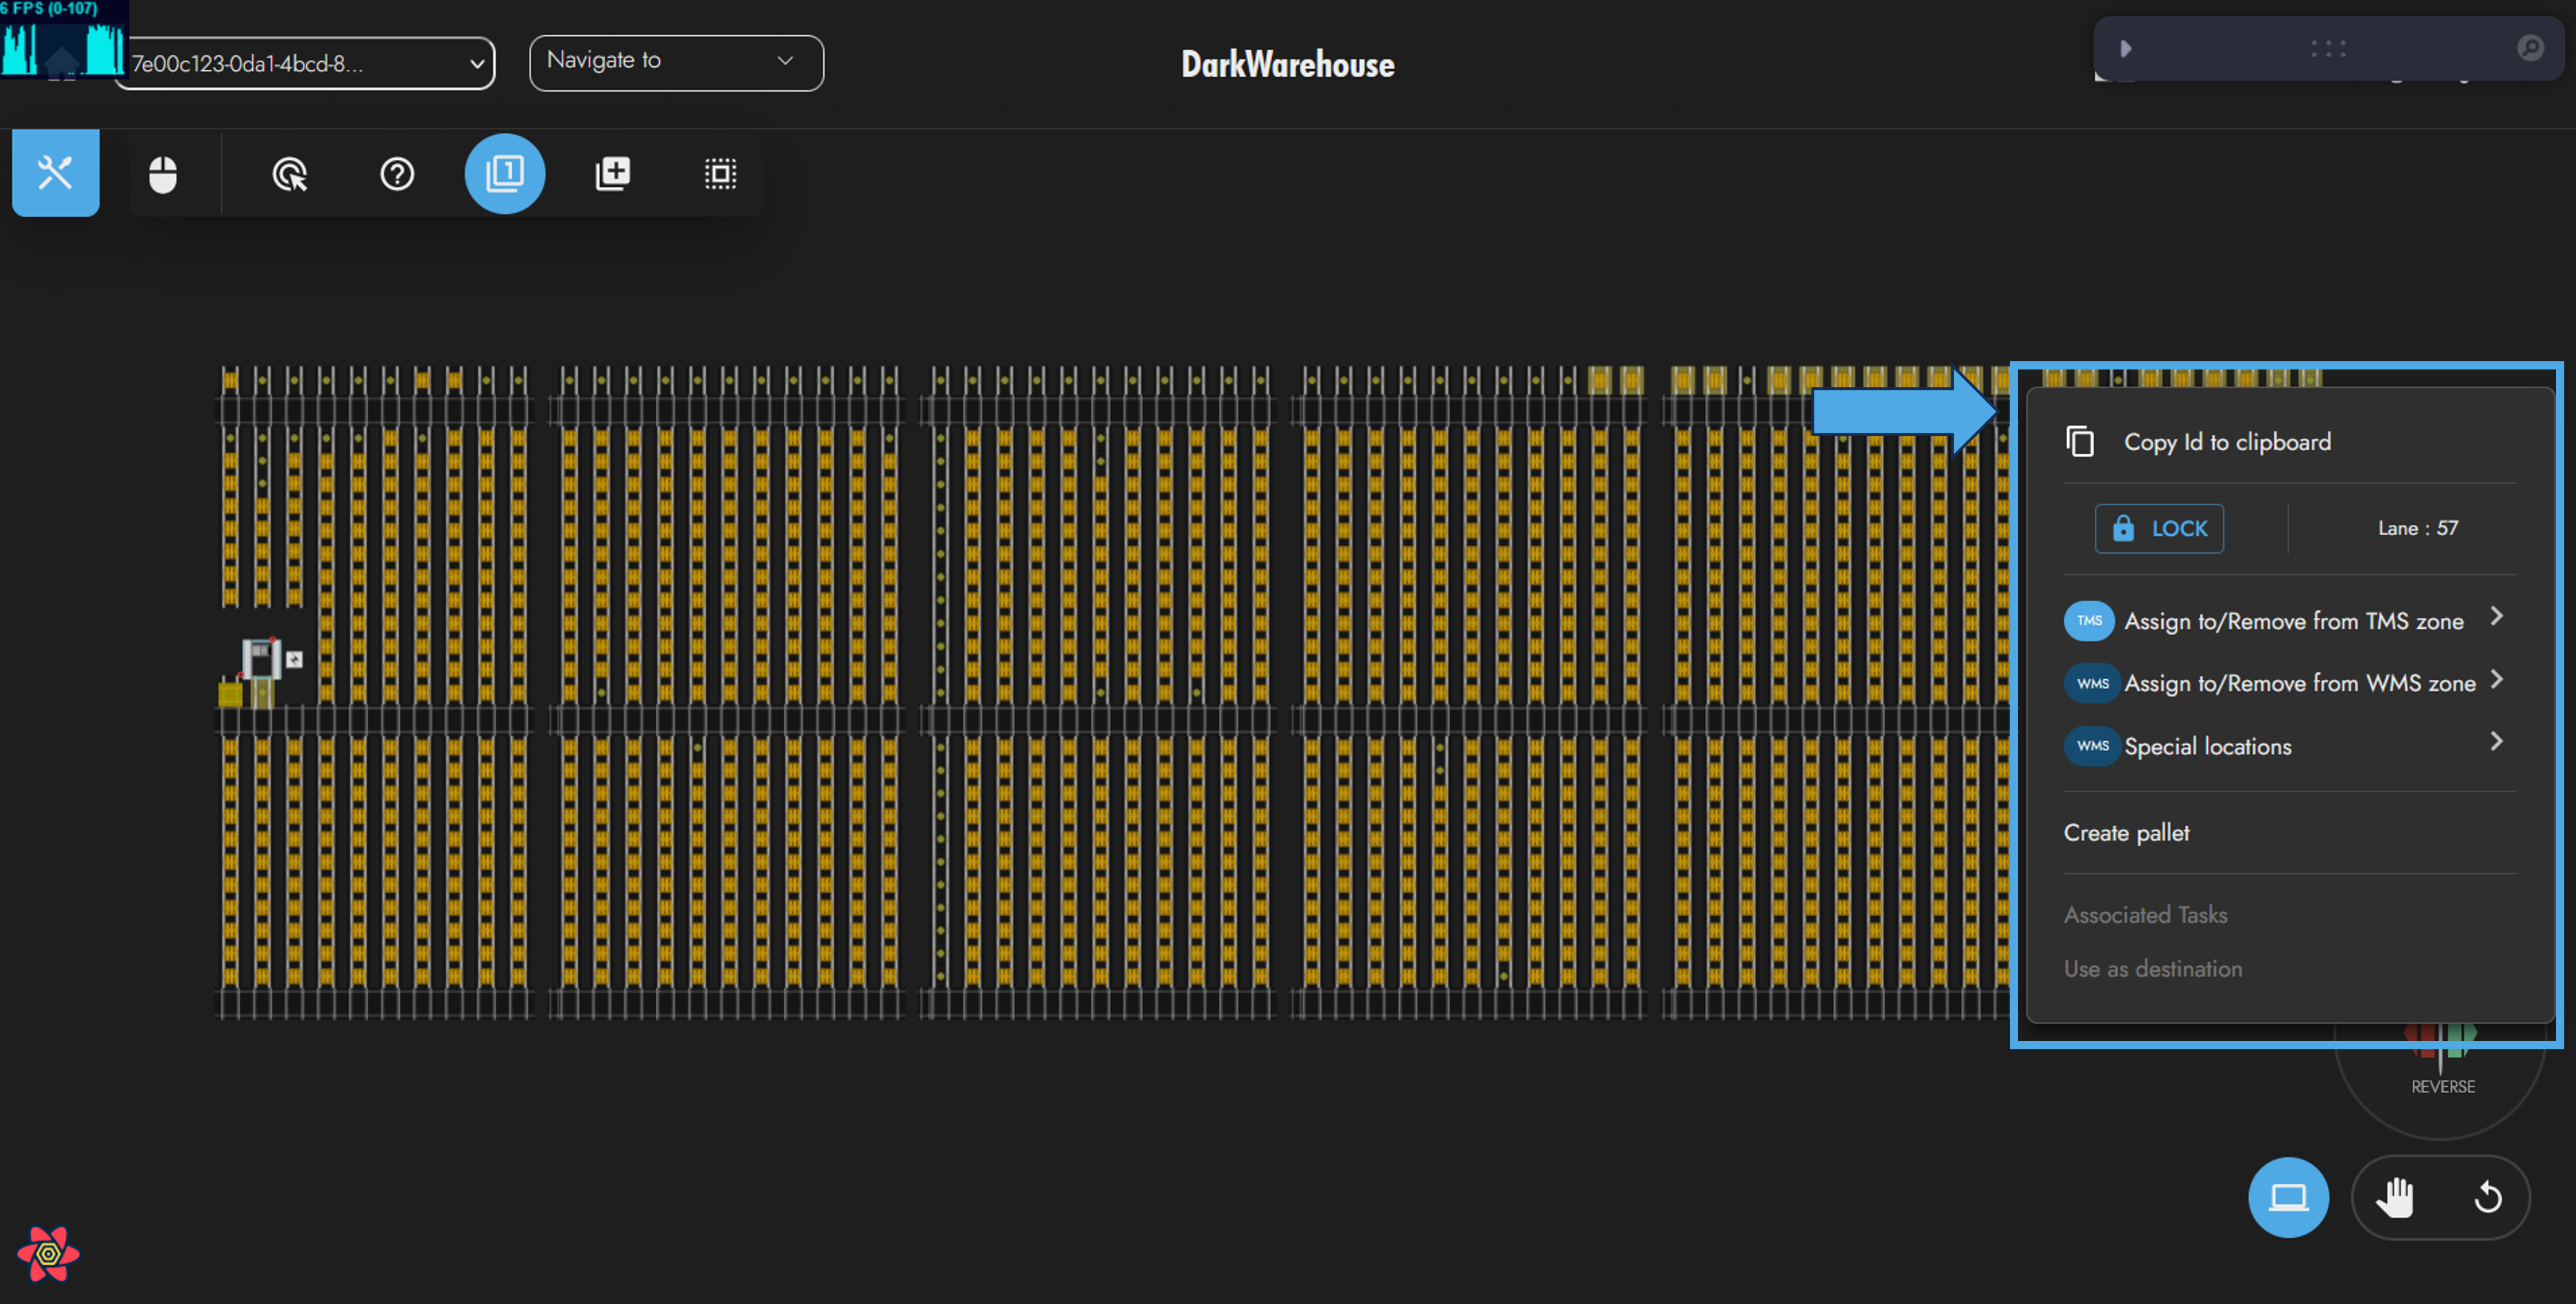 6 FPS (0-107)
7e00c123-0da1-4bcd-8...
Navigate to
DarkWarehouse
1
Copy Id to clipboard
LOCK
Lane : 57
TMS Assign to/Remove from TMS zone
WMS Assign to/Remove from WMS zone
WMS Special locations
Create pallet
Associated Tasks
Use as destination
REVERSE